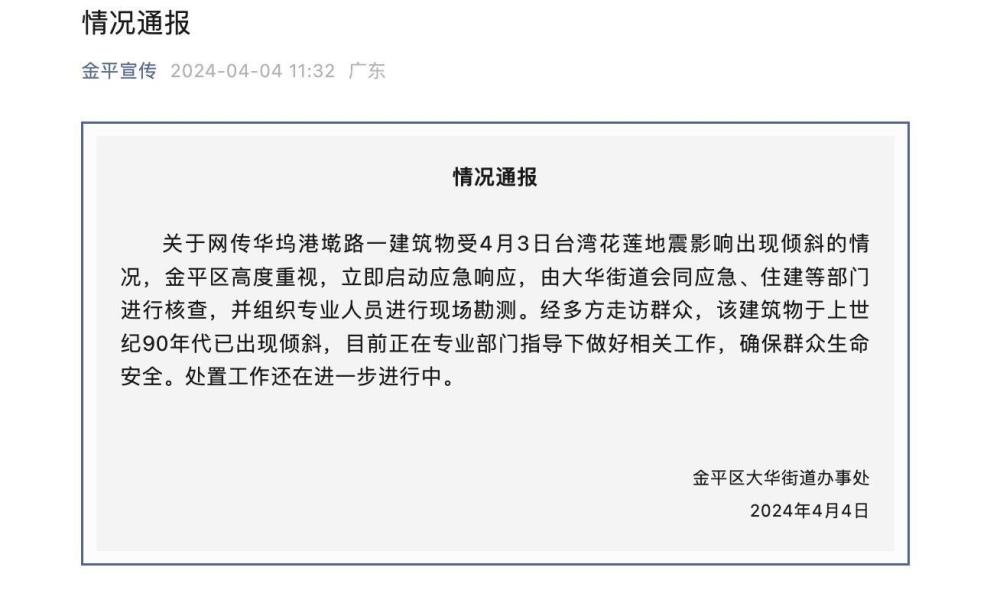 情况通报
金平宣传 2024-04-04 11:32 广东
情况通报
关于网传华坞港墘路一建筑物受4月3日台湾花莲地震影响出现倾斜的情
况，金平区高度重视，立即启动应急响应，由大华街道会同应急、住建等部门
进行核查，并组织专业人员进行现场勘测。经多方走访群众，该建筑物于上世
纪90年代已出现倾斜，目前正在专业部门指导下做好相关工作，确保群众生命
安全。处置工作还在进一步进行中。
金平区大华街道办事处
2024年4月4日